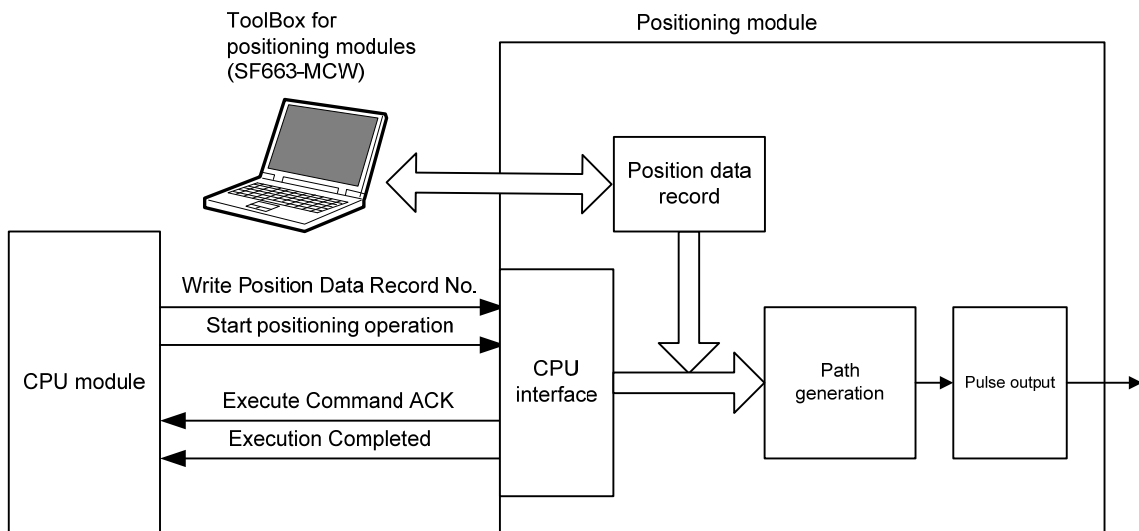 ToolBox for
positioning modules
(SF663-MCW)
Positioning module
Position data
record
Write Position Data Record No.
Start positioning operation
CPU module
Execute Command ACK
Execution Completed
CPU
interface
Path
generation
Pulse output